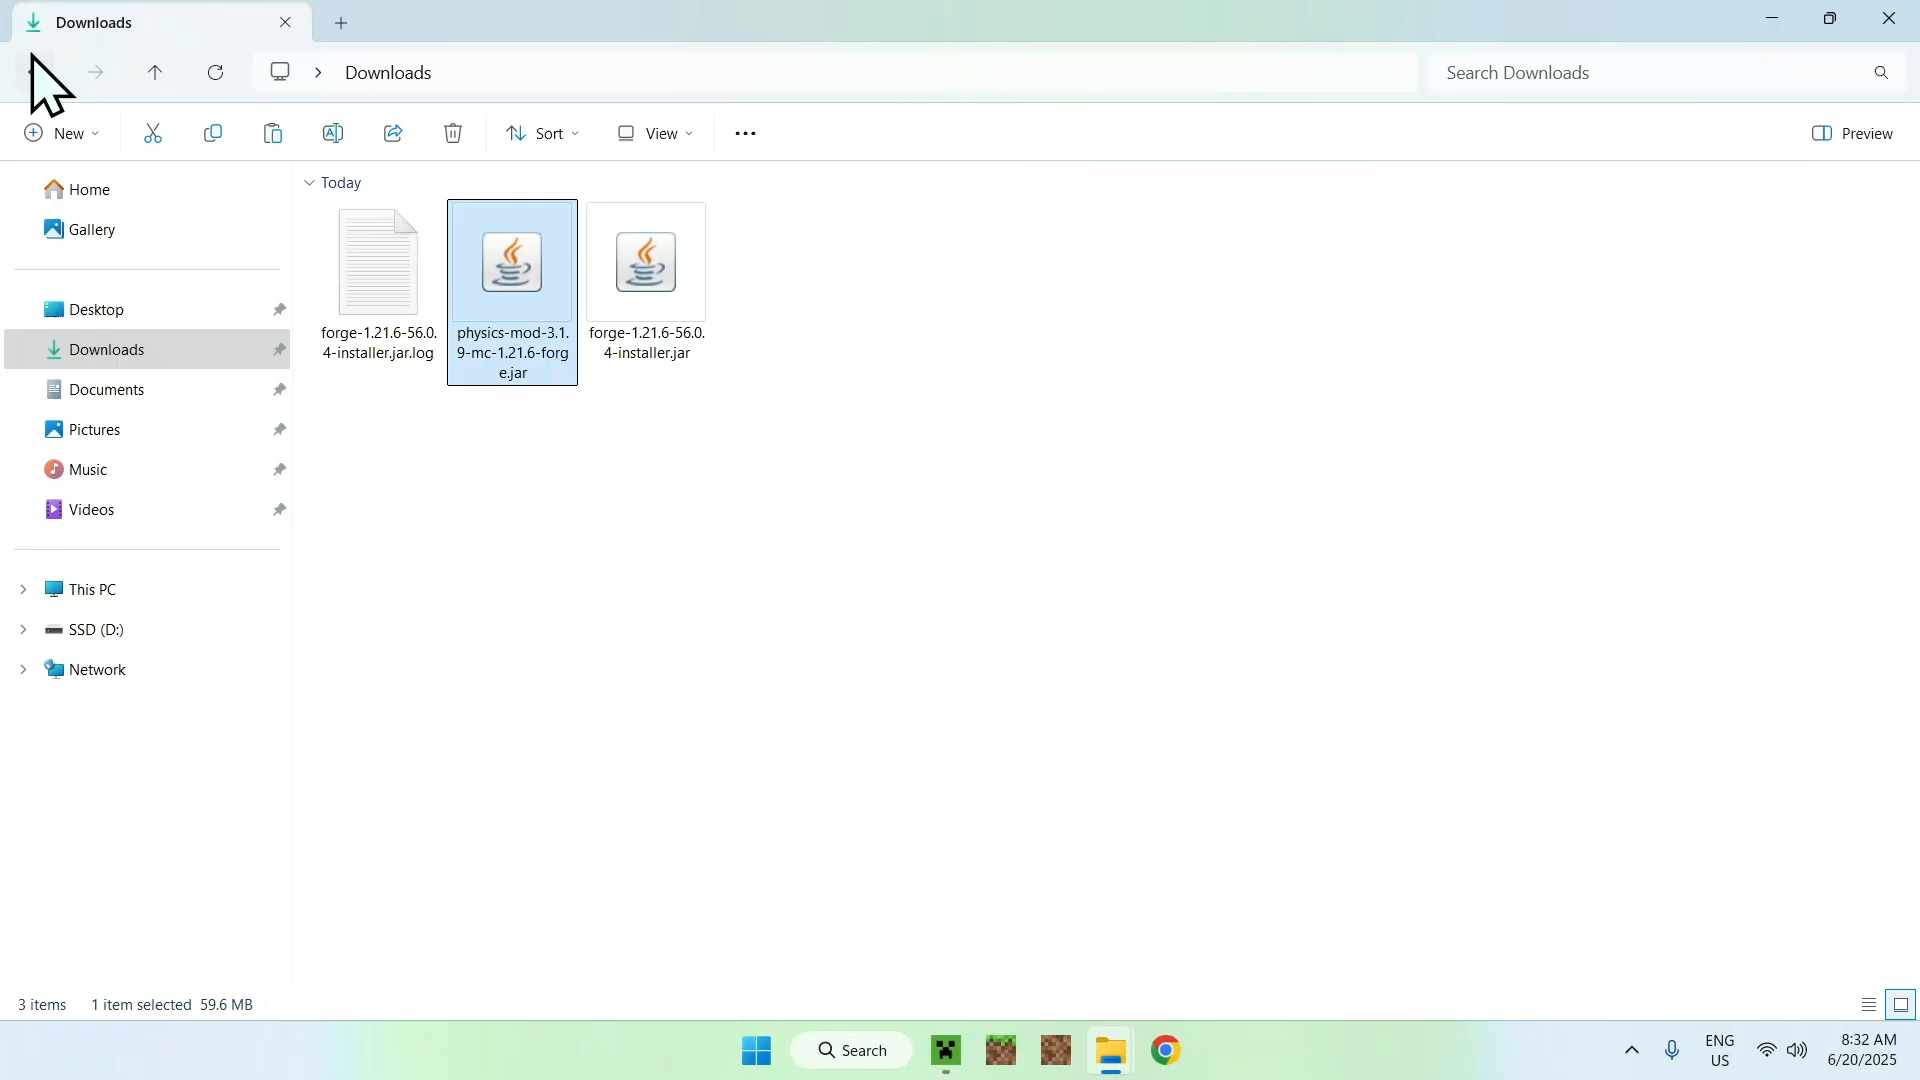 Downloads
Downloads
Search Downloads
New
Sort
View
Preview
Home
Gallery
Desktop
Downloads
Documents
Pictures
Music
Videos
This PC
SSD (D:)
Network
Today
forge-1.21.6-56.0.
4-installer.jar.log
physics-mod-3.1.
9-mc-1.21.6-forg
e.jar
forge-1.21.6-56.0.
4-installer.jar
3 items
1 item selected 59.6 MB
Search
ENG
US
8:32 AM
6/20/2025